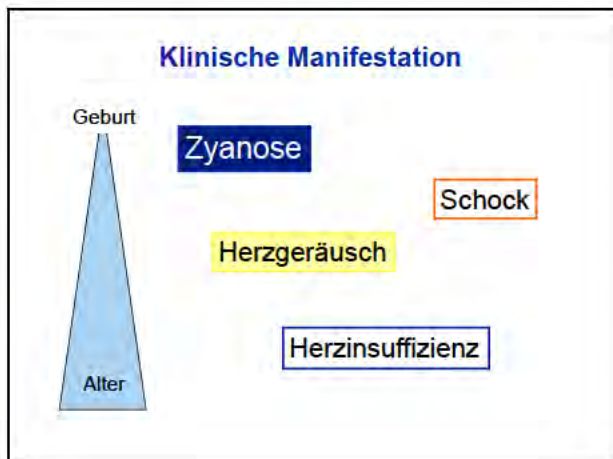 Klinische Manifestation
Geburt
Zyanose
Schock
Herzgeräusch
Herzinsuffizienz
Alter